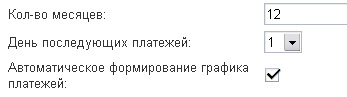 Кол-во месяцев: 12
День последующих платежей: 1
Автоматическое формирование графика
платежей: